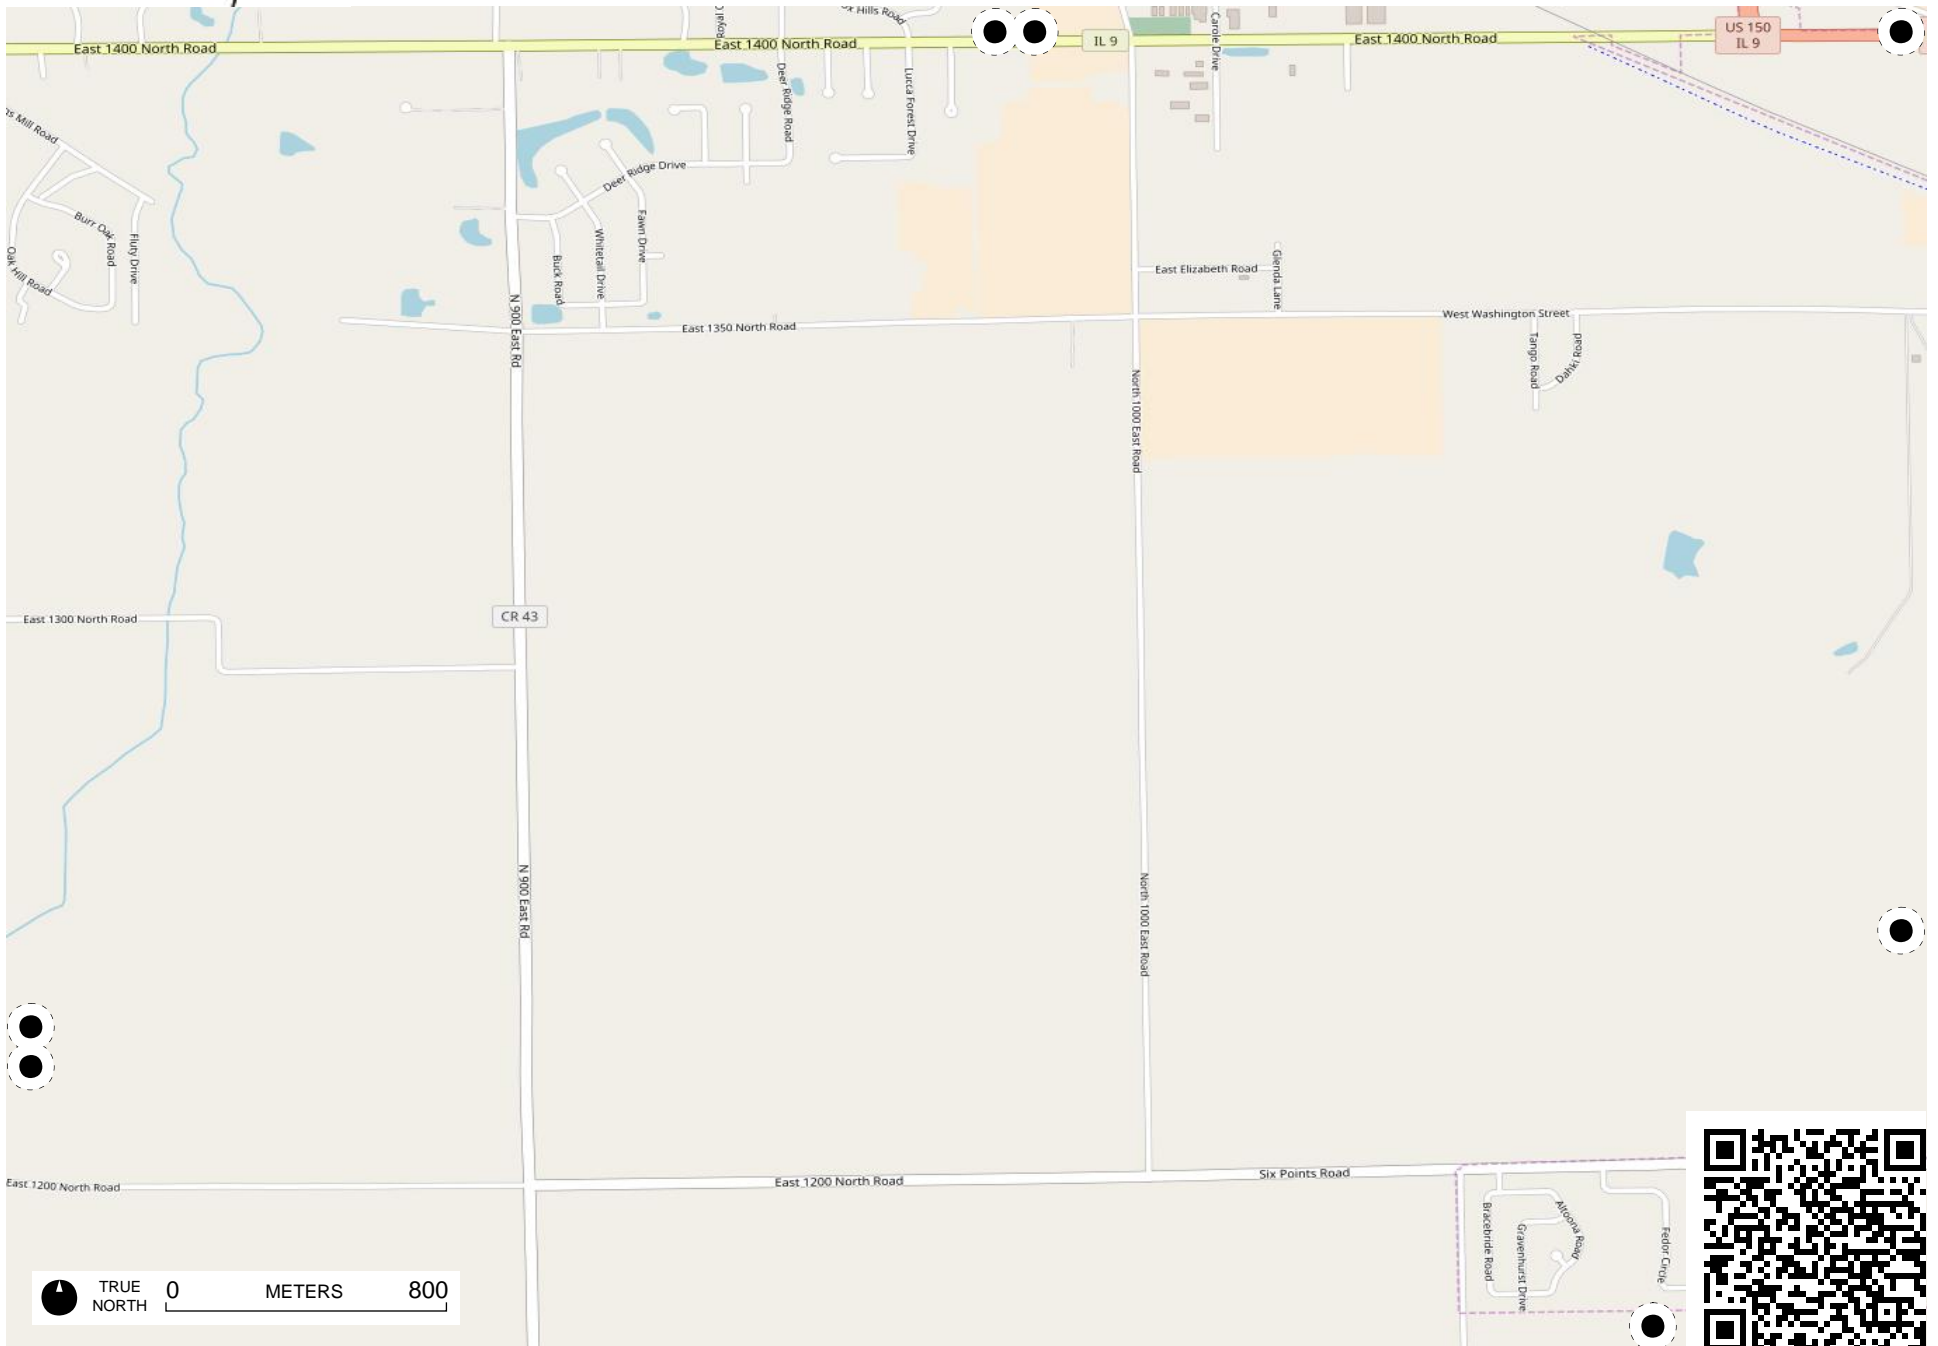 East 1400 North Road
East 1400 North Road
IL 9
East 1400 North Road
US 150
IL 9
Carole Drive
Deer Ridge Road
Lucca Forest Drive
Mill Road
Deer Ridge Drive
Burr Oak Road
Fluty Drive
Oak Hill Road
Buck Road
Whitetail Drive
Fawn Drive
East Elizabeth Road
Glenda Lane
N 900 East Rd
East 1350 North Road
West Washington Street
Tango Road
Dahki Road
North 1000 East Road
East 1300 North Road
CR 43
N 900 East Rd
North 1000 East Road
East 1200 North Road
East 1200 North Road
Six Points Road
Bracebride Road
Gravenhurst Drive
Altoona Road
Fedor Circle
TRUE
NORTH
0 METERS 800